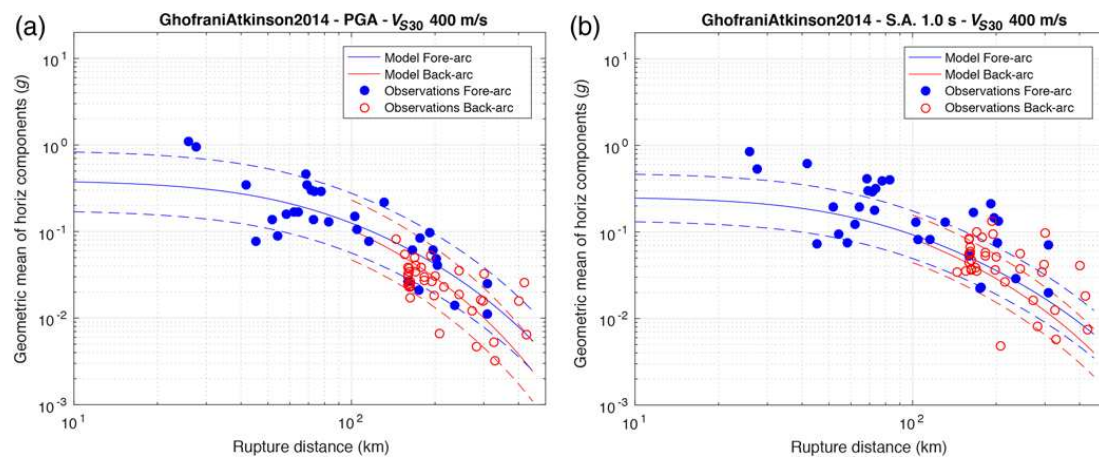 (a)
GhofraniAtkinson2014 - PGA - V_S30 400 m/s
Geometric mean of horiz components (g)
10^1
10^0
10^-1
10^-2
10^-3
Model Fore-arc
Model Back-arc
Observations Fore-arc
Observations Back-arc
10^1
10^2
Rupture distance (km)
(b)
GhofraniAtkinson2014 - S.A. 1.0 s - V_S30 400 m/s
Geometric mean of horiz components (g)
10^1
10^0
10^-1
10^-2
10^-3
Model Fore-arc
Model Back-arc
Observations Fore-arc
Observations Back-arc
10^1
10^2
Rupture distance (km)